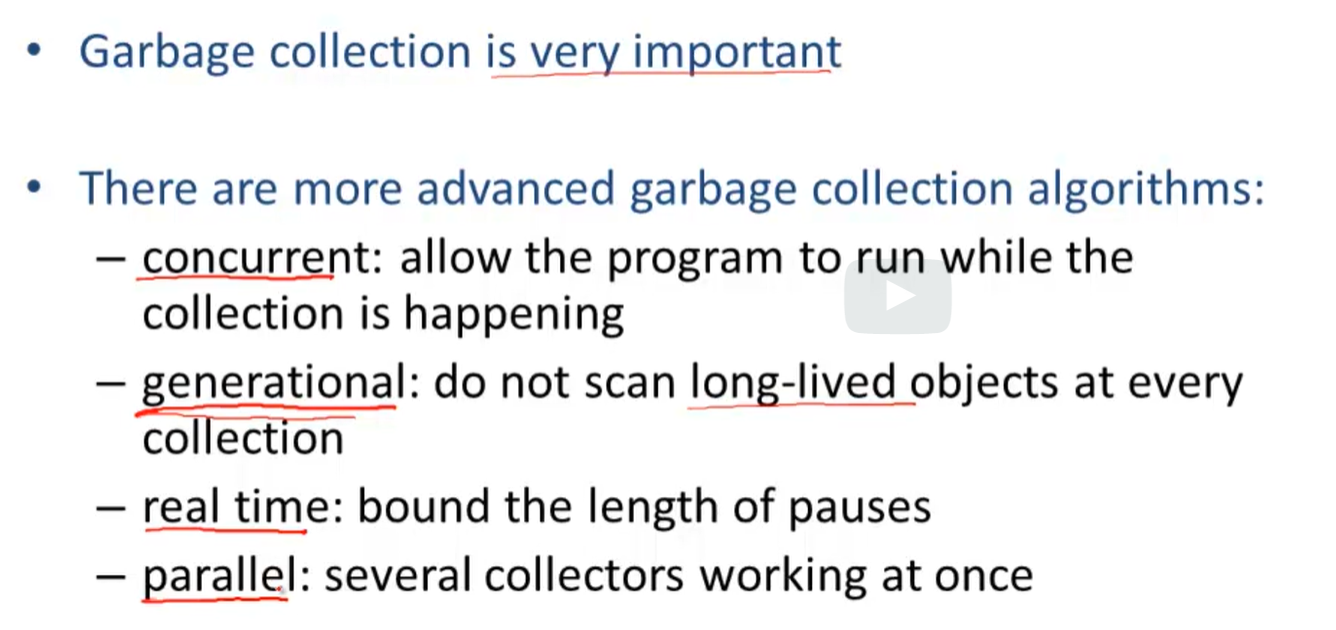 • Garbage collection is very important
• There are more advanced garbage collection algorithms:
– concurrent: allow the program to run while the
collection is happening
– generational: do not scan long-lived objects at every
collection
– real time: bound the length of pauses
– parallel: several collectors working at once